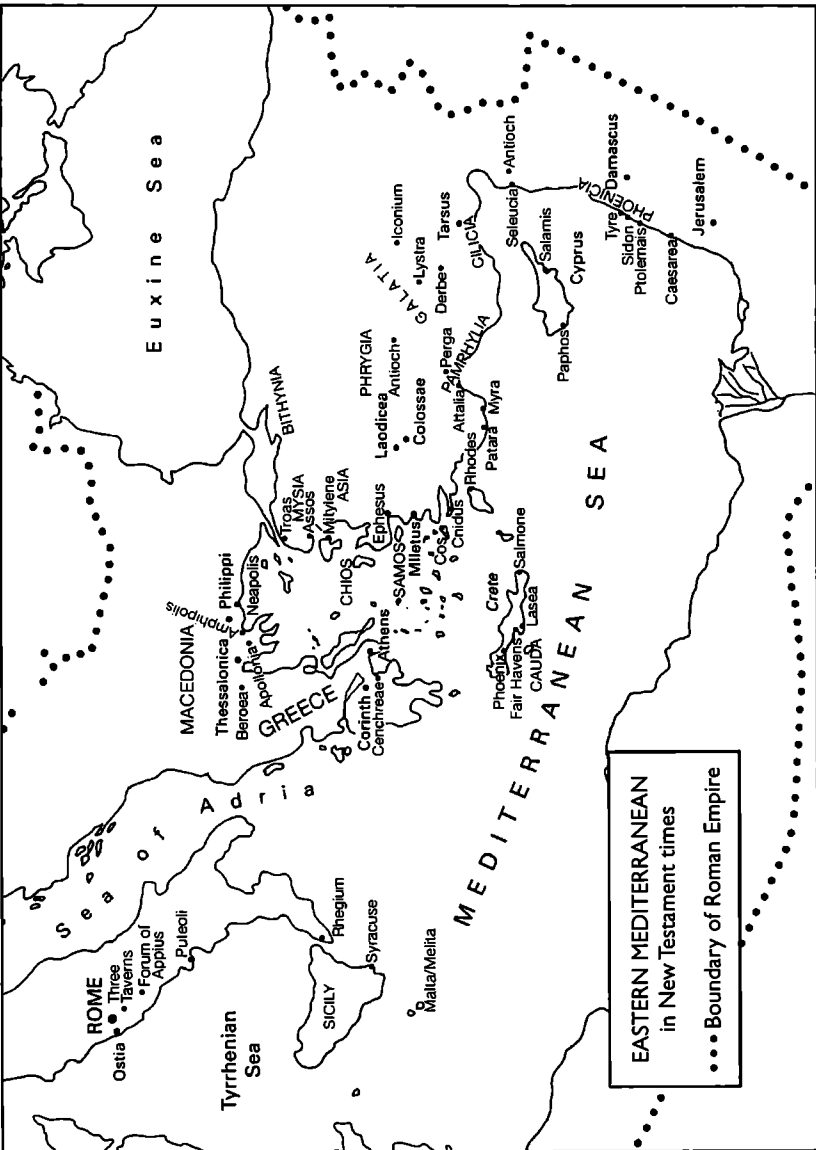 Euxine Sea
MACEDONIA
Philippi
Neapolis
Amphipolis
Thessalonica
Apollonia
Beroea
GREECE
Corinth
Cenchreae
Athens
BITHYNIA
Troas
MYSIA
Assos
Mitylene
ASIA
CHIOS
Ephesus
SAMOS
Miletus
Cos
Cnidus
Rhodes
Patara
Myra
Attalia
Perga
PAMPHYLIA
Laodicea
Colossae
PHRYGIA
Antioch
GALATIA
Iconium
Lystra
Derbe
Tarsus
CILICIA
Antioch
Seleucia
Salamis
Cyprus
Paphos
PHOENICIA
Damascus
Tyre
Sidon
Ptolemais
Caesarea
Jerusalem
Crete
Salmone
Lasea
Phoenix
Fair Havens
CAUDA
MEDITERRANEAN SEA
Sea of Adria
ROME
Three
Taverns
Forum of
Appius
Puteoli
Ostia
Tyrrhenian
Sea
Rhegium
SICILY
Syracuse
Malta/Melita
EASTERN MEDITERRANEAN
in New Testament times
Boundary of Roman Empire